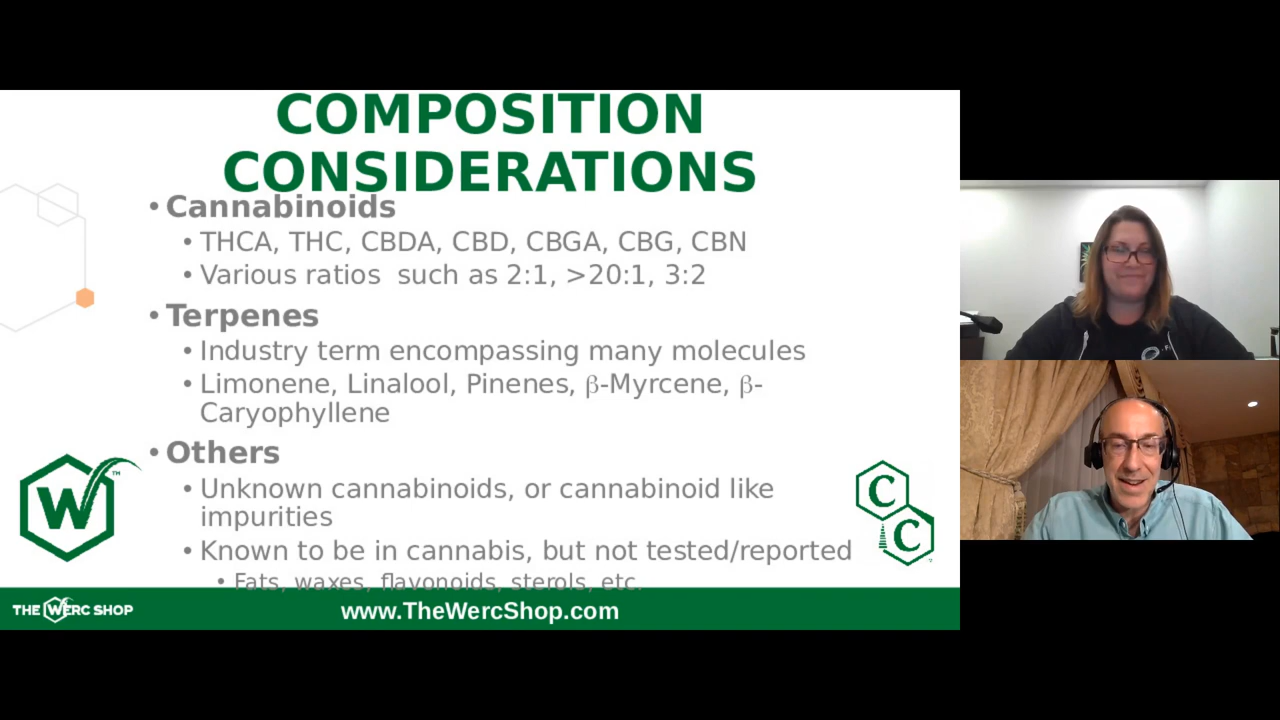 COMPOSITION
CONSIDERATIONS
• Cannabinoids
• THCA, THC, CBDA, CBD, CBGA, CBG, CBN
• Various ratios  such as 2:1, >20:1, 3:2
• Terpenes
• Industry term encompassing many molecules
• Limonene, Linalool, Pinenes, β-Myrcene, β-
Caryophyllene
• Others
• Unknown cannabinoids, or cannabinoid like
impurities
• Known to be in cannabis, but not tested/reported
• Fats, waxes, flavonoids, sterols, etc.
W ™
C
C
THE WERC SHOP
www.TheWercShop.com